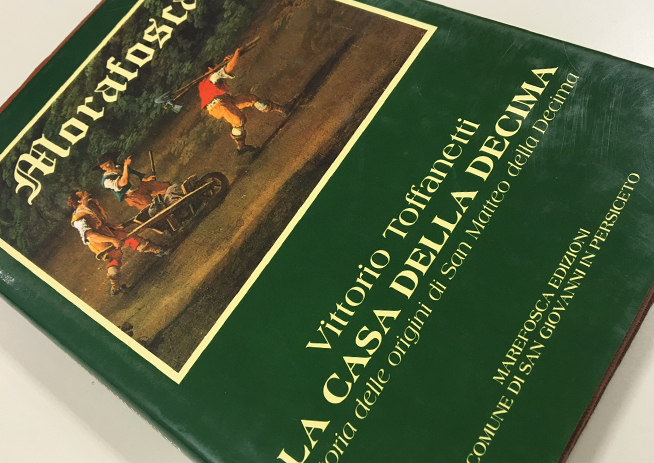 Marefosca
Vittorio Toffanetti
LA CASA DELLA DECIMA
toria delle origini di San Matteo della Decima
MAREFOSCA EDIZIONI
COMUNE DI SAN GIOVANNI IN PERSICETO